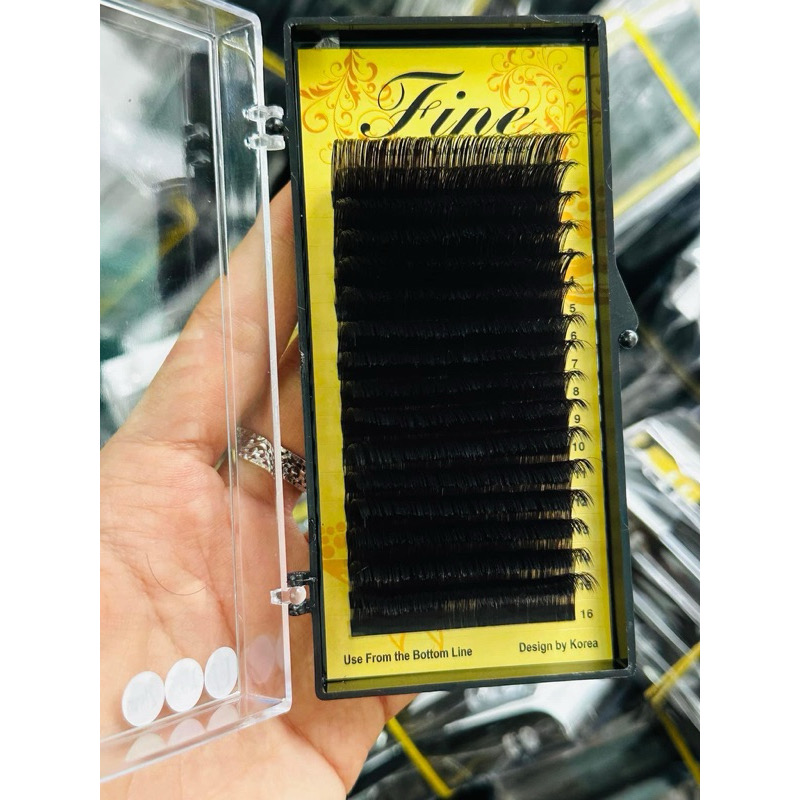 Fine
5
6
7
8
9
10
16
Use From the Bottom Line
Design by Korea